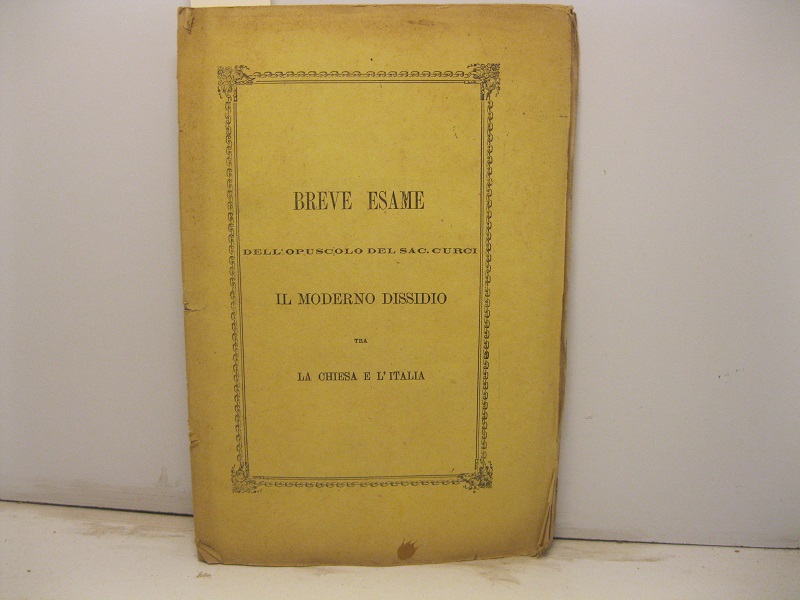 BREVE ESAME
DELL'OPUSCOLO DEL SAC. CURCI
IL MODERNO DISSIDIO
TRA
LA CHIESA E L'ITALIA